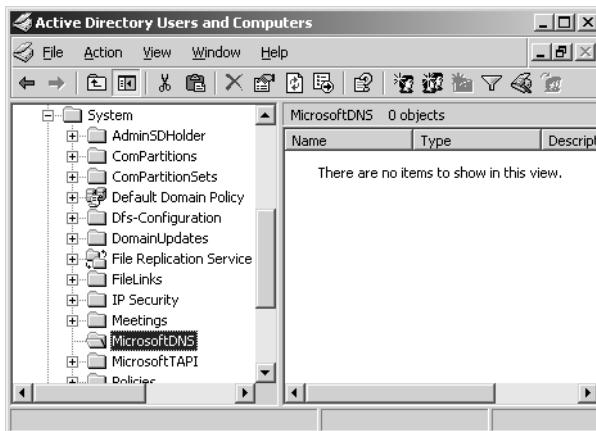 Active Directory Users and Computers
File Action View Window Help
System
AdminSDHolder
ComPartitions
ComPartitionSets
Default Domain Policy
Dfs-Configuration
DomainUpdates
File Replication Service
FileLinks
IP Security
Meetings
MicrosoftDNS
MicrosoftTAPI
Policies
MicrosoftDNS 0 objects
Name Type Descript
There are no items to show in this view.